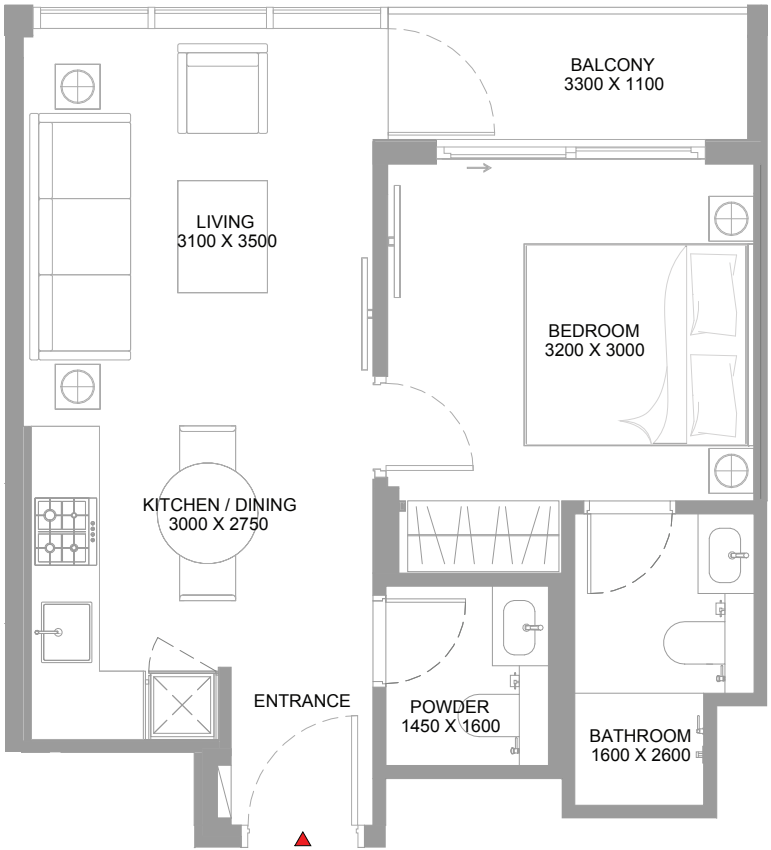 BALCONY
3300 X 1100
LIVING
3100 X 3500
BEDROOM
3200 X 3000
KITCHEN / DINING
3000 X 2750
ENTRANCE
POWDER
1450 X 1600
BATHROOM
1600 X 2600